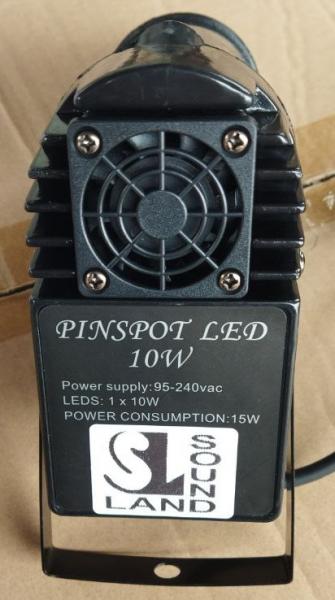 PINSPOT LED
10W
Power supply:95-240vac
LEDS: 1 x 10W
POWER CONSUMPTION:15W
SL
SOUND
LAND